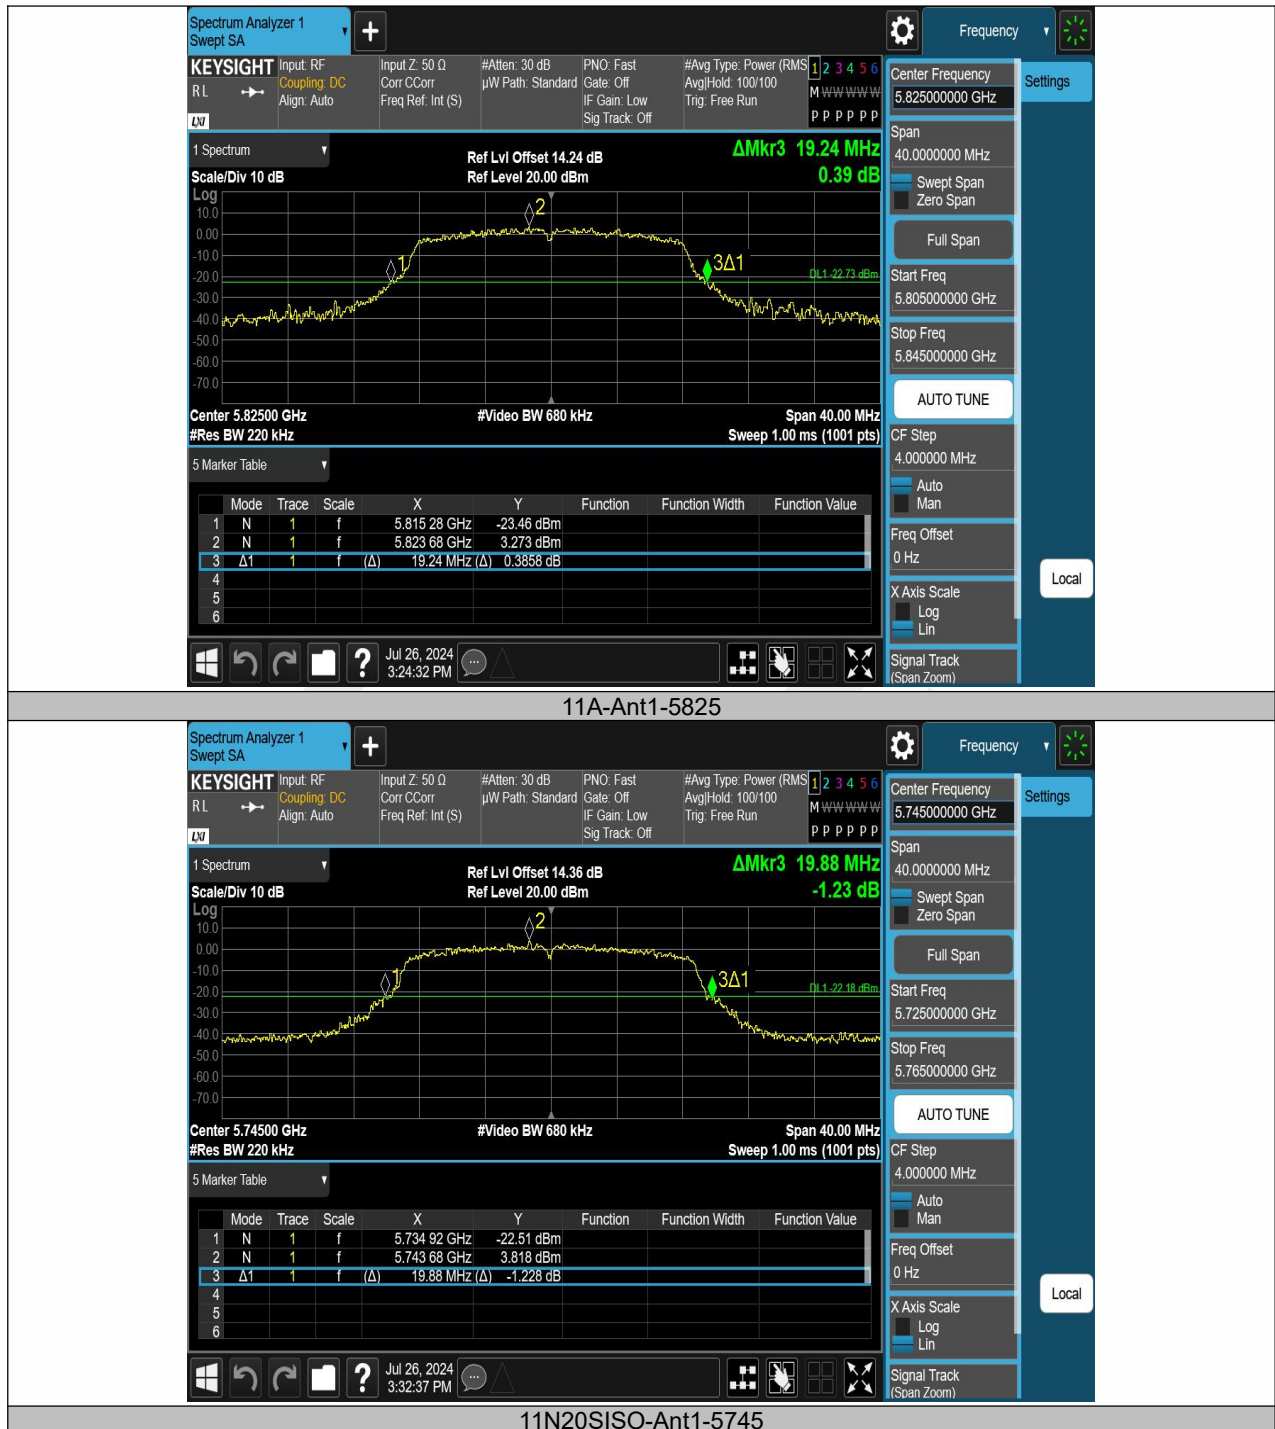 Spectrum Analyzer 1
Swept SA
Frequency
KEYSIGHT
R L
LXI
Input: RF
Coupling: DC
Align: Auto
Input Z: 50 Ω
Corr CCorr
Freq Ref: Int (S)
#Atten: 30 dB
µW Path: Standard
PNO: Fast
Gate: Off
IF Gain: Low
Sig Track: Off
#Avg Type: Power (RMS
Avg|Hold: 100/100
Trig: Free Run
1 2 3 4 5 6
M W W W W W
P P P P P P
Center Frequency
5.825000000 GHz
Settings
Span
40.0000000 MHz
Swept Span
Zero Span
Full Span
Start Freq
5.805000000 GHz
Stop Freq
5.845000000 GHz
AUTO TUNE
CF Step
4.000000 MHz
Auto
Man
Freq Offset
0 Hz
X Axis Scale
Log
Lin
Signal Track
(Span Zoom)
Local
1 Spectrum
Scale/Div 10 dB
Ref Lvl Offset 14.24 dB
Ref Level 20.00 dBm
ΔMkr3 19.24 MHz
0.39 dB
Log
10.0
0.00
-10.0
-20.0
-30.0
-40.0
-50.0
-60.0
-70.0
1
2
3Δ1
DL1 -22.73 dBm
Center 5.82500 GHz
#Res BW 220 kHz
#Video BW 680 kHz
Span 40.00 MHz
Sweep 1.00 ms (1001 pts)
5 Marker Table
Mode Trace Scale X Y Function Function Width Function Value
1 N 1 f 5.815 28 GHz -23.46 dBm
2 N 1 f 5.823 68 GHz 3.273 dBm
3 Δ1 1 f (Δ) 19.24 MHz (Δ) 0.3858 dB
4
5
6
?
Jul 26, 2024
3:24:32 PM
11A-Ant1-5825
Spectrum Analyzer 1
Swept SA
Frequency
KEYSIGHT
R L
LXI
Input: RF
Coupling: DC
Align: Auto
Input Z: 50 Ω
Corr CCorr
Freq Ref: Int (S)
#Atten: 30 dB
µW Path: Standard
PNO: Fast
Gate: Off
IF Gain: Low
Sig Track: Off
#Avg Type: Power (RMS
Avg|Hold: 100/100
Trig: Free Run
1 2 3 4 5 6
M W W W W W
P P P P P P
Center Frequency
5.745000000 GHz
Settings
Span
40.0000000 MHz
Swept Span
Zero Span
Full Span
Start Freq
5.725000000 GHz
Stop Freq
5.765000000 GHz
AUTO TUNE
CF Step
4.000000 MHz
Auto
Man
Freq Offset
0 Hz
X Axis Scale
Log
Lin
Signal Track
(Span Zoom)
Local
1 Spectrum
Scale/Div 10 dB
Ref Lvl Offset 14.36 dB
Ref Level 20.00 dBm
ΔMkr3 19.88 MHz
-1.23 dB
Log
10.0
0.00
-10.0
-20.0
-30.0
-40.0
-50.0
-60.0
-70.0
1
2
3Δ1
DL1 -22.18 dBm
Center 5.74500 GHz
#Res BW 220 kHz
#Video BW 680 kHz
Span 40.00 MHz
Sweep 1.00 ms (1001 pts)
5 Marker Table
Mode Trace Scale X Y Function Function Width Function Value
1 N 1 f 5.734 92 GHz -22.51 dBm
2 N 1 f 5.743 68 GHz 3.818 dBm
3 Δ1 1 f (Δ) 19.88 MHz (Δ) -1.228 dB
4
5
6
?
Jul 26, 2024
3:32:37 PM
11N20SISO-Ant1-5745